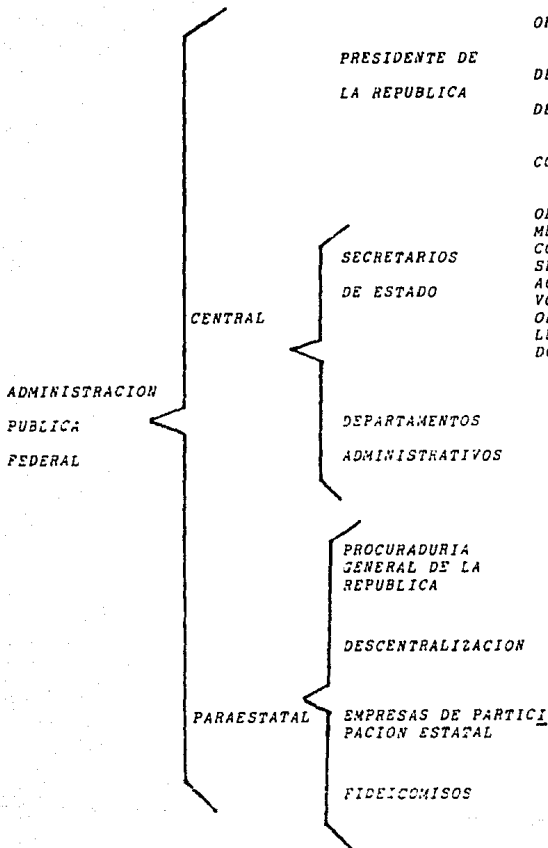 PRESIDENTE DE
LA REPUBLICA
CENTRAL
SECRETARIOS
DE ESTADO
ADMINISTRACION
PUBLICA
FEDERAL
DEPARTAMENTOS
ADMINISTRATIVOS
PROCURADURIA
GENERAL DE LA
REPUBLICA
DESCENTRALIZACION
PARAESTATAL
EMPRESAS DE PARTICI
PACION ESTATAL
FIDEICOMISOS